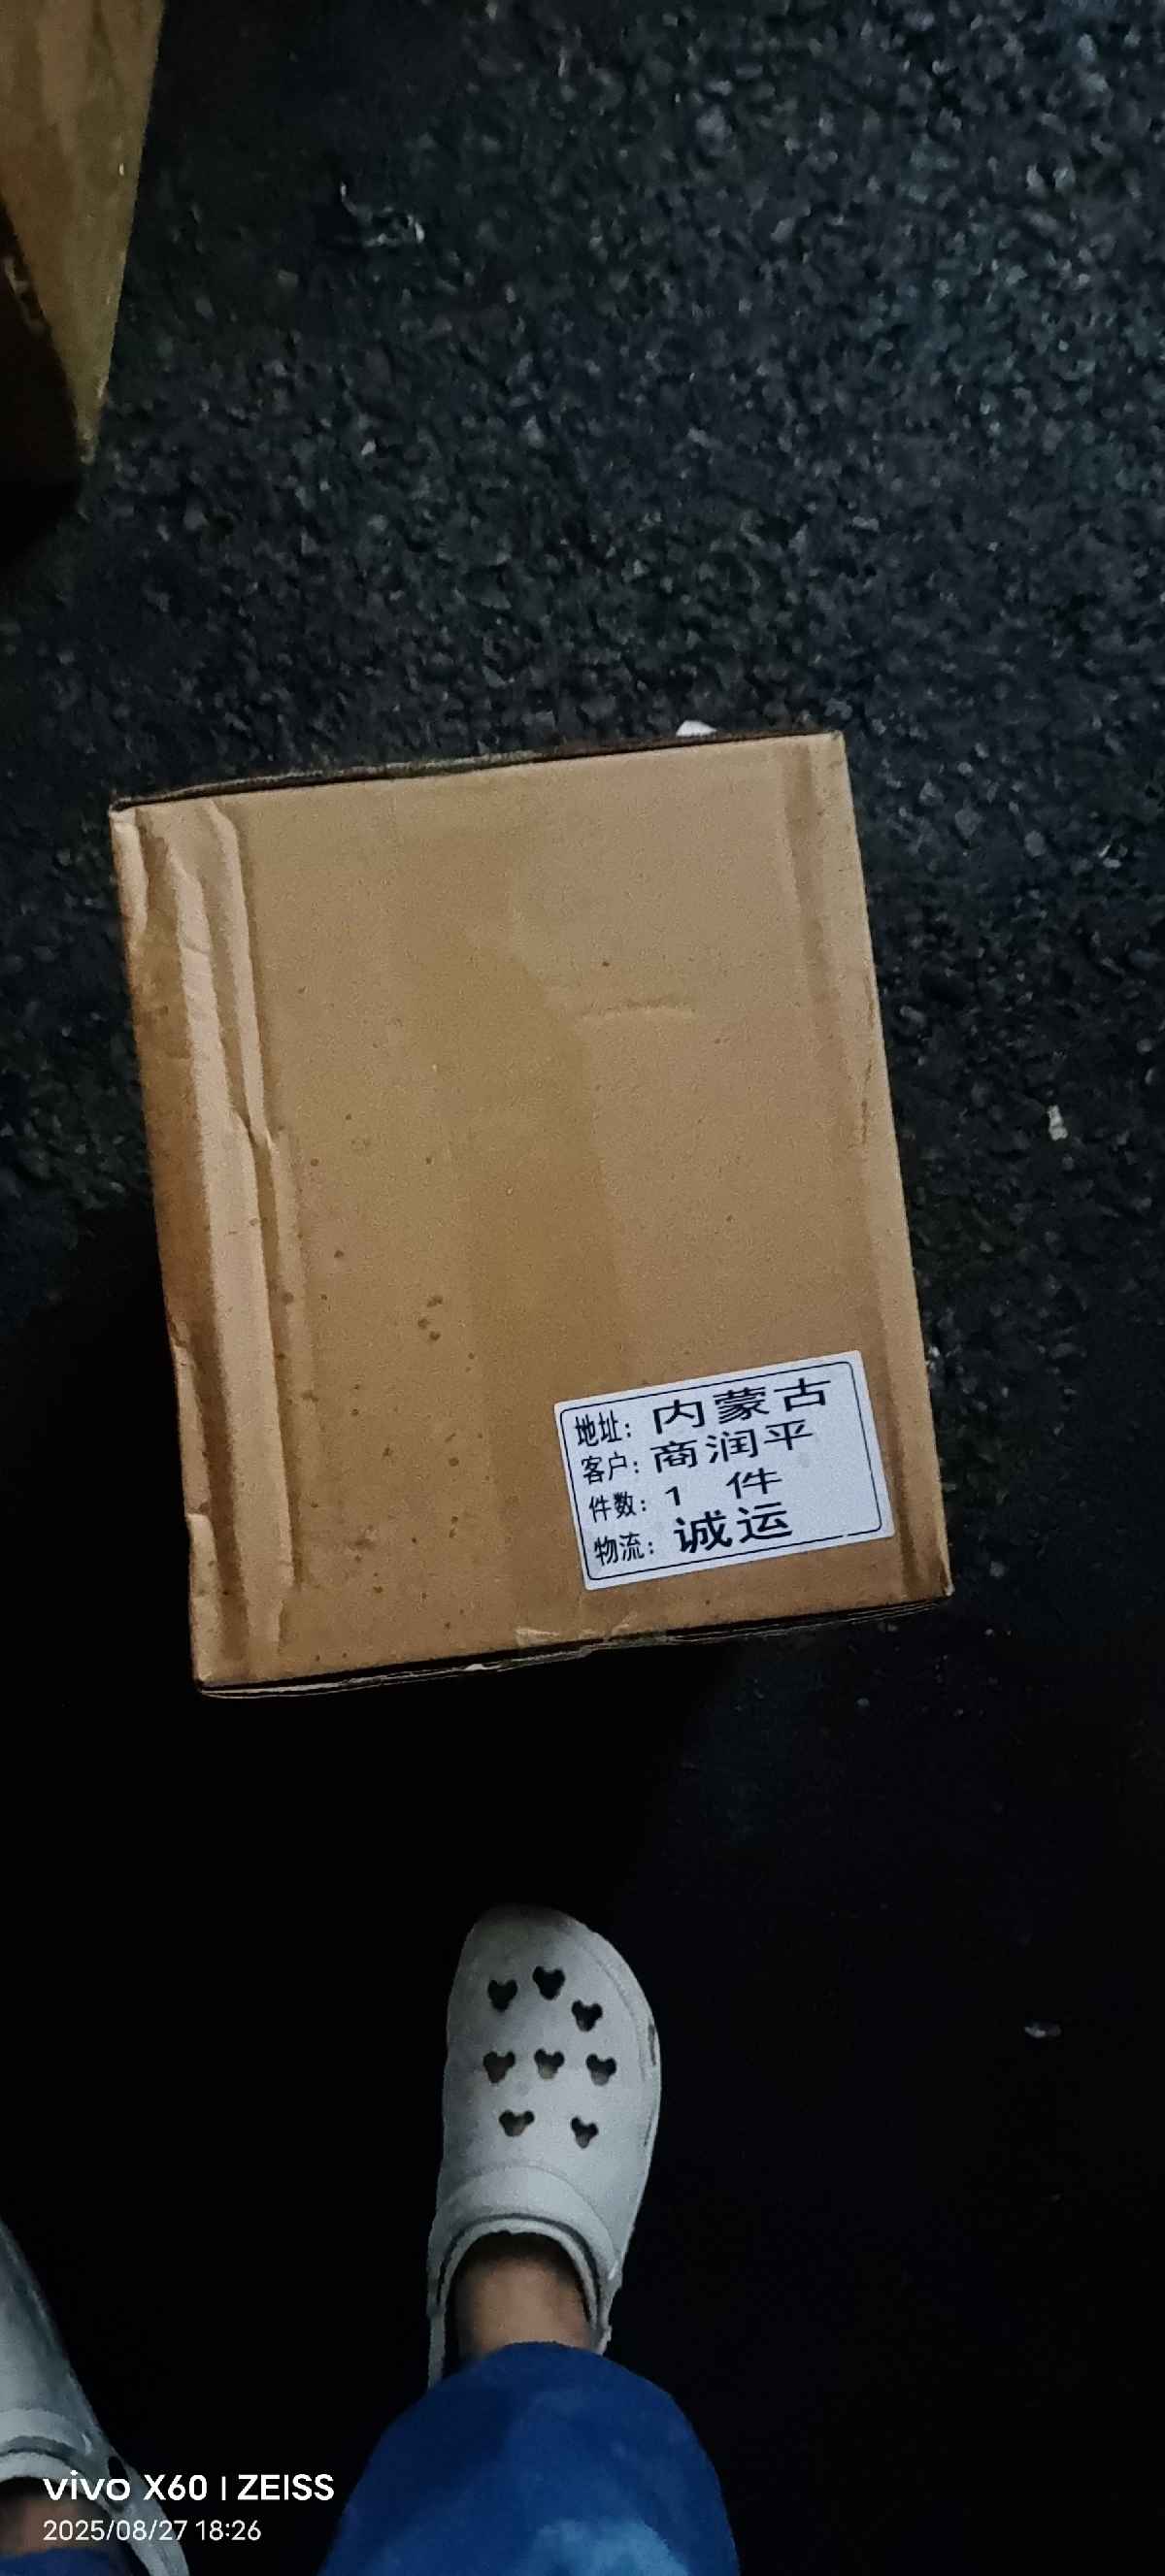 地址：内蒙古
客户：商润平
件数：1 件
物流：诚运
vivo X60 | ZEISS
2025/08/27 18:26